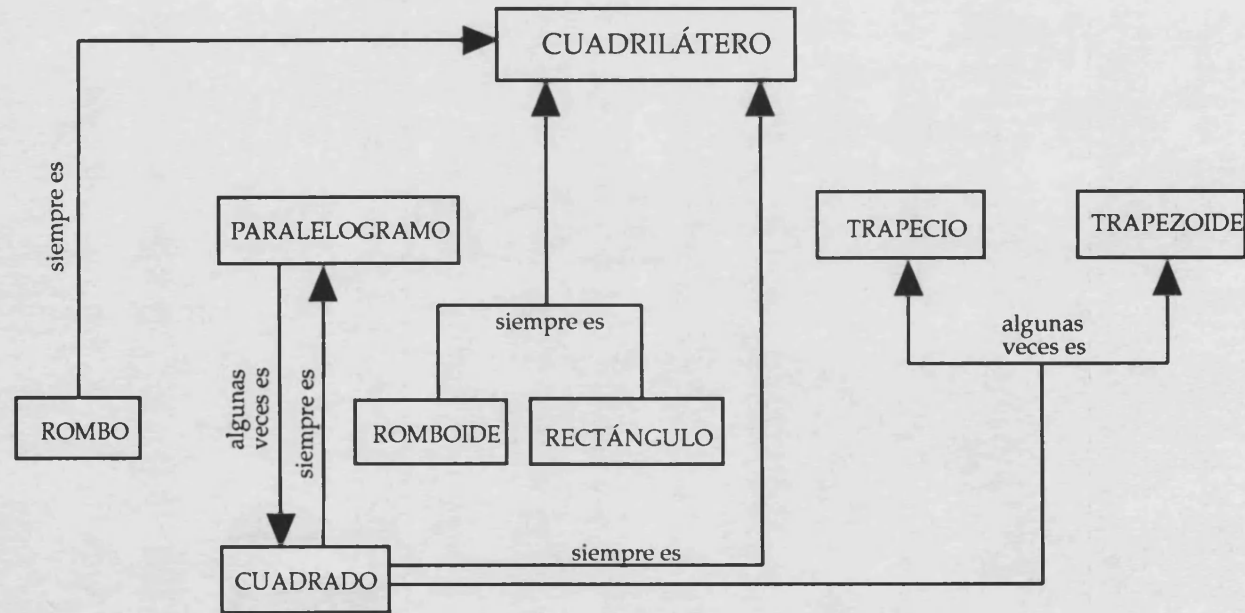 CUADRILÁTERO
siempre es
PARALELOGRAMO
TRAPECIO
TRAPEZOIDE
siempre es
algunas
veces es
algunas
veces es
siempre es
ROMBO
ROMBOIDE
RECTÁNGULO
siempre es
CUADRADO